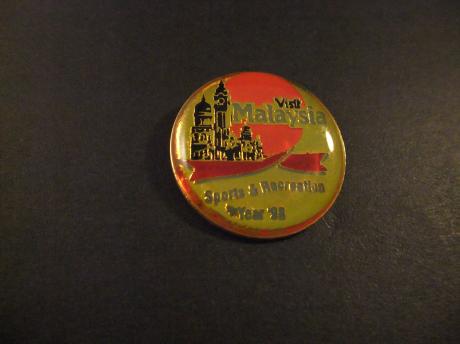 Visit
Malaysia
Sports & Recreation
Year '98